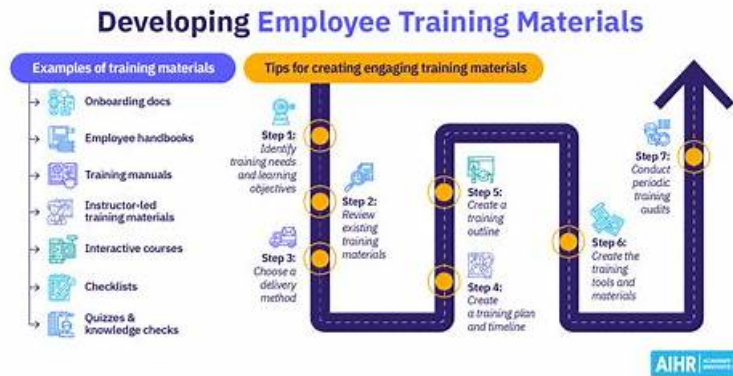 Developing Employee Training Materials
Examples of training materials
Onboarding docs
Employee handbooks
Training manuals
Instructor-led
training materials
Interactive courses
Checklists
Quizzes &
knowledge checks
Tips for creating engaging training materials
Step 1:
Identify
training needs
and learning
objectives
Step 2:
Review
existing
training
materials
Step 3:
Choose a
delivery
method
Step 4:
Create
a training plan
and timeline
Step 5:
Create a
training
outline
Step 6:
Create the
training
tools and
materials
Step 7:
Conduct
periodic
training
audits
AIHR